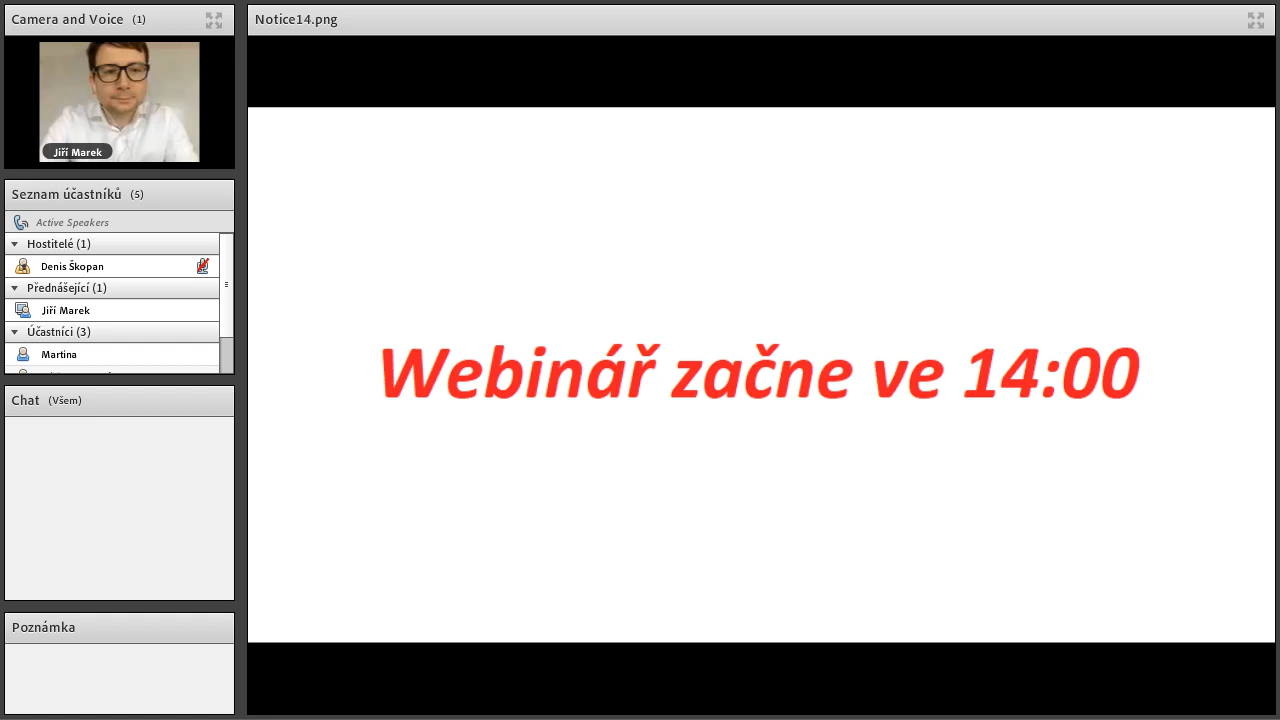 Camera and Voice (1)
Jiří Marek
Seznam účastníků (5)
Active Speakers
Hostitelé (1)
Denis Škopan
Přednášející (1)
Jiří Marek
Účastníci (3)
Martina
Chat (Všem)
Poznámka
Notice14.png
Webinář začne ve 14:00